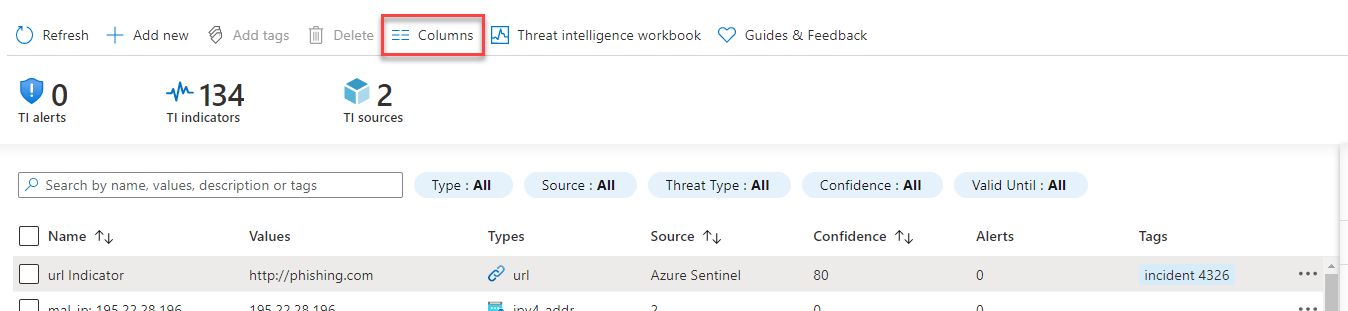 Refresh Add new Add tags Delete Columns Threat intelligence workbook Guides & Feedback
0 134 2
TI alerts TI indicators TI sources
Search by name, values, description or tags Type : All Source : All Threat Type : All Confidence : All Valid Until : All
Name Values Types Source Confidence Alerts Tags
url Indicator http://phishing.com url Azure Sentinel 80 0 incident 4326
mal_ip: 195.22.28.196 195.22.28.196 ipv4-addr 2 0 0